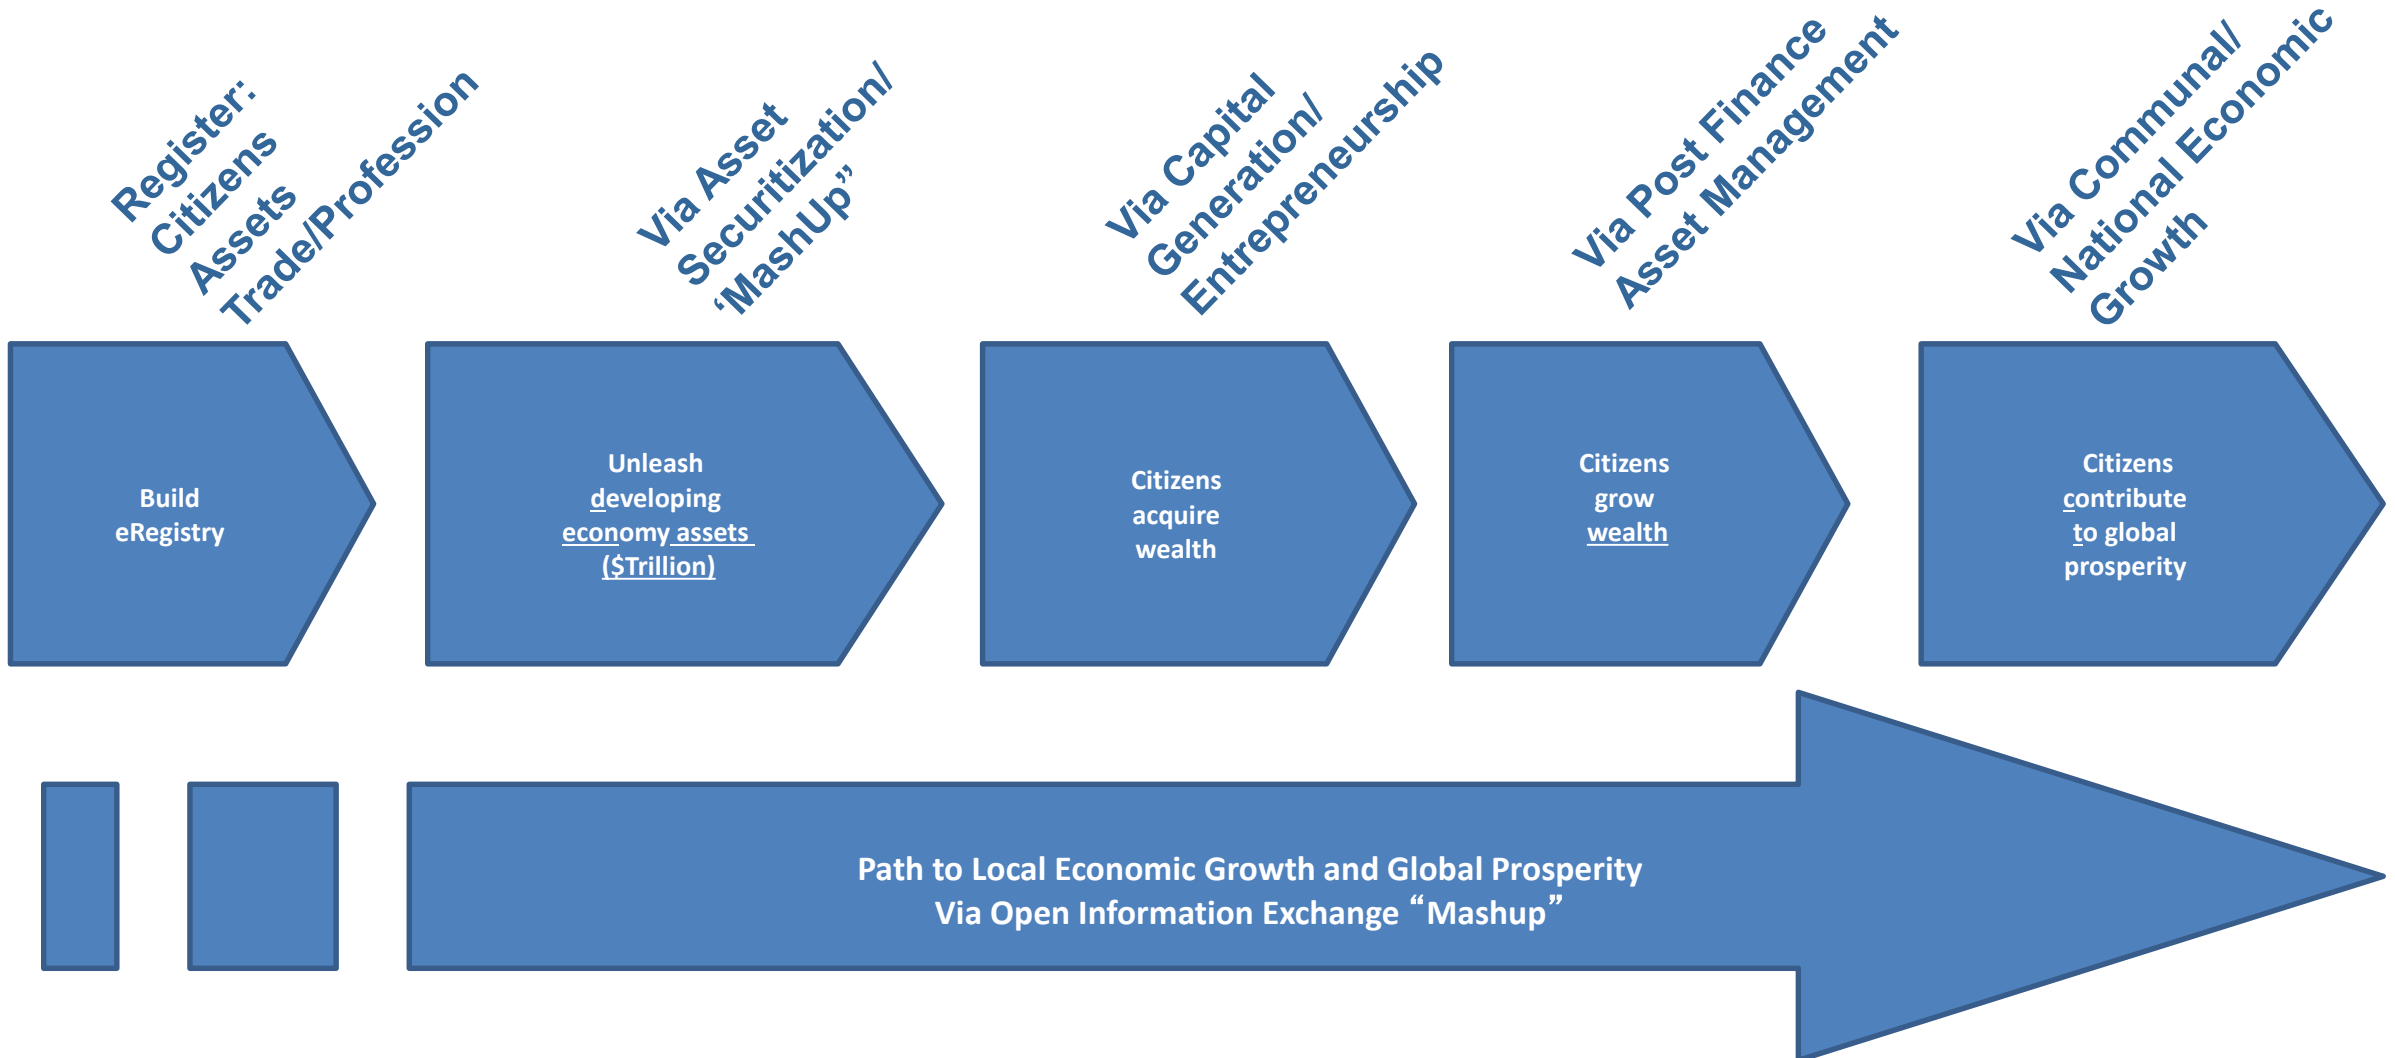 Register:
Citizens
Assets
Trade/Profession
Via Asset
Securitization/
‘MashUp”
Via Capital
Generation/
Entrepreneurship
Via Post Finance
Asset Management
Via Communal/
National Economic
Growth
Build
eRegistry
Unleash
developing
economy assets
($Trillion)
Citizens
acquire
wealth
Citizens
grow
wealth
Citizens
contribute
to global
prosperity
Path to Local Economic Growth and Global Prosperity
Via Open Information Exchange “Mashup”